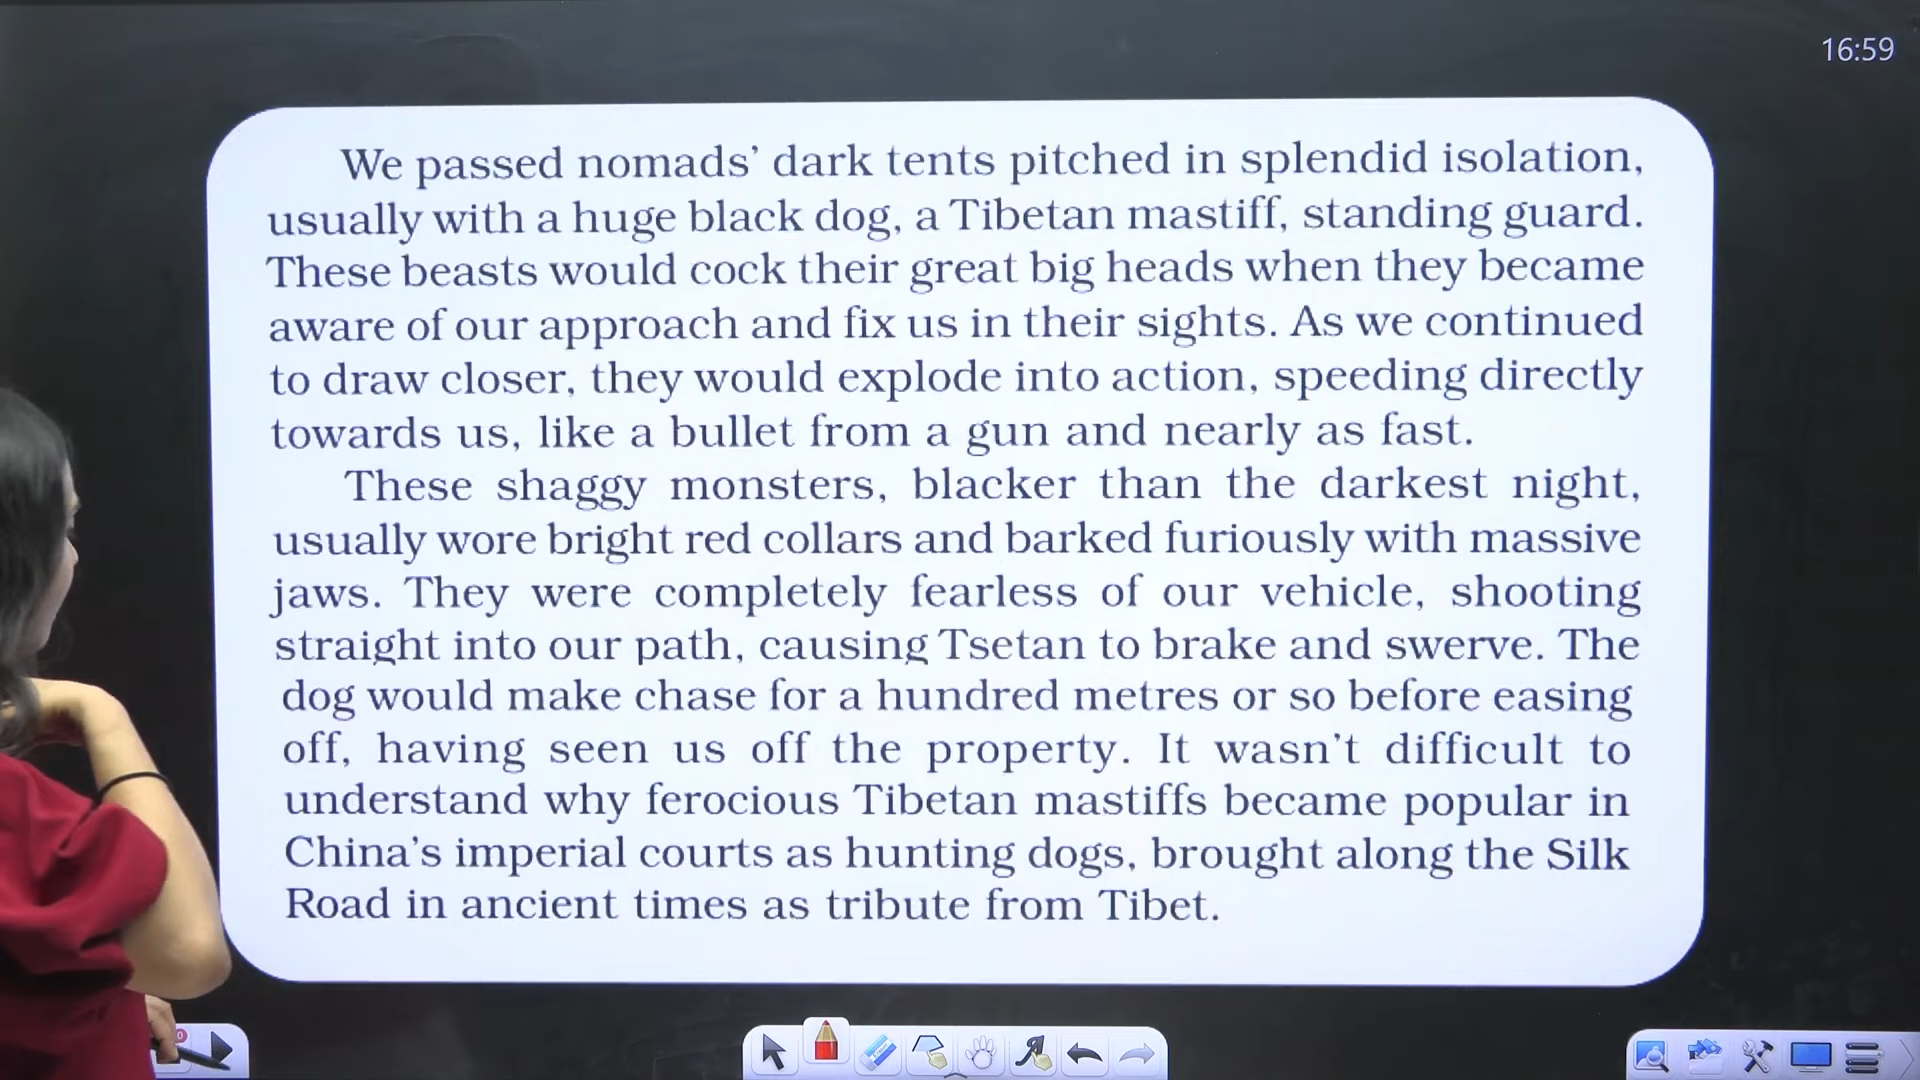 16:59
We passed nomads’ dark tents pitched in splendid isolation,
usually with a huge black dog, a Tibetan mastiff, standing guard.
These beasts would cock their great big heads when they became
aware of our approach and fix us in their sights. As we continued
to draw closer, they would explode into action, speeding directly
towards us, like a bullet from a gun and nearly as fast.
These shaggy monsters, blacker than the darkest night,
usually wore bright red collars and barked furiously with massive
jaws. They were completely fearless of our vehicle, shooting
straight into our path, causing Tsetan to brake and swerve. The
dog would make chase for a hundred metres or so before easing
off, having seen us off the property. It wasn’t difficult to
understand why ferocious Tibetan mastiffs became popular in
China’s imperial courts as hunting dogs, brought along the Silk
Road in ancient times as tribute from Tibet.